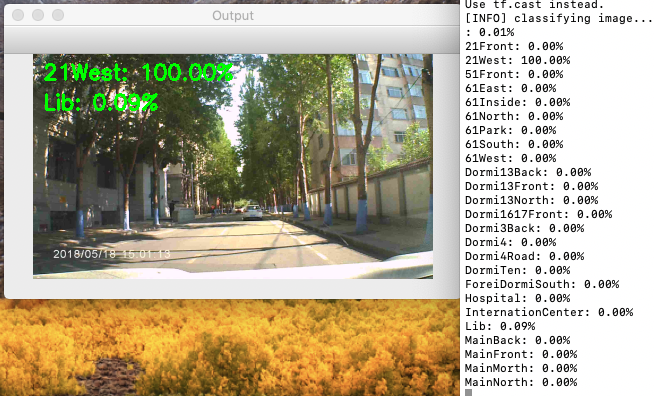 Output
21West: 100.00%
Lib: 0.09%
2018/05/18 15:01:13
Use tf.cast instead.
[INFO] classifying image...
: 0.01%
21Front: 0.00%
21West: 100.00%
51Front: 0.00%
61East: 0.00%
61Inside: 0.00%
61North: 0.00%
61Park: 0.00%
61South: 0.00%
61West: 0.00%
Dormi13Back: 0.00%
Dormi13Front: 0.00%
Dormi13North: 0.00%
Dormi1617Front: 0.00%
Dormi3Back: 0.00%
Dormi4: 0.00%
Dormi4Road: 0.00%
DormiTen: 0.00%
ForeiDormiSouth: 0.00%
Hospital: 0.00%
InternationCenter: 0.00%
Lib: 0.09%
MainBack: 0.00%
MainFront: 0.00%
MainMorth: 0.00%
MainNorth: 0.00%